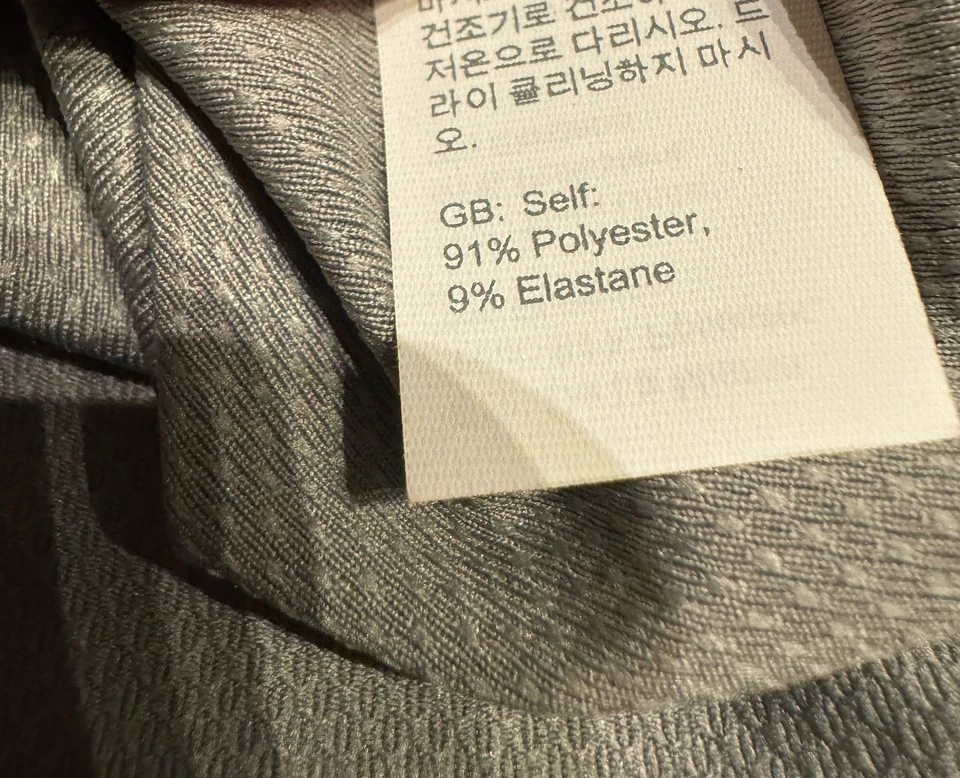 건조기로 건조
저온으로 다리시오. 드
라이 클리닝하지 마시
오.
GB: Self:
91% Polyester,
9% Elastane